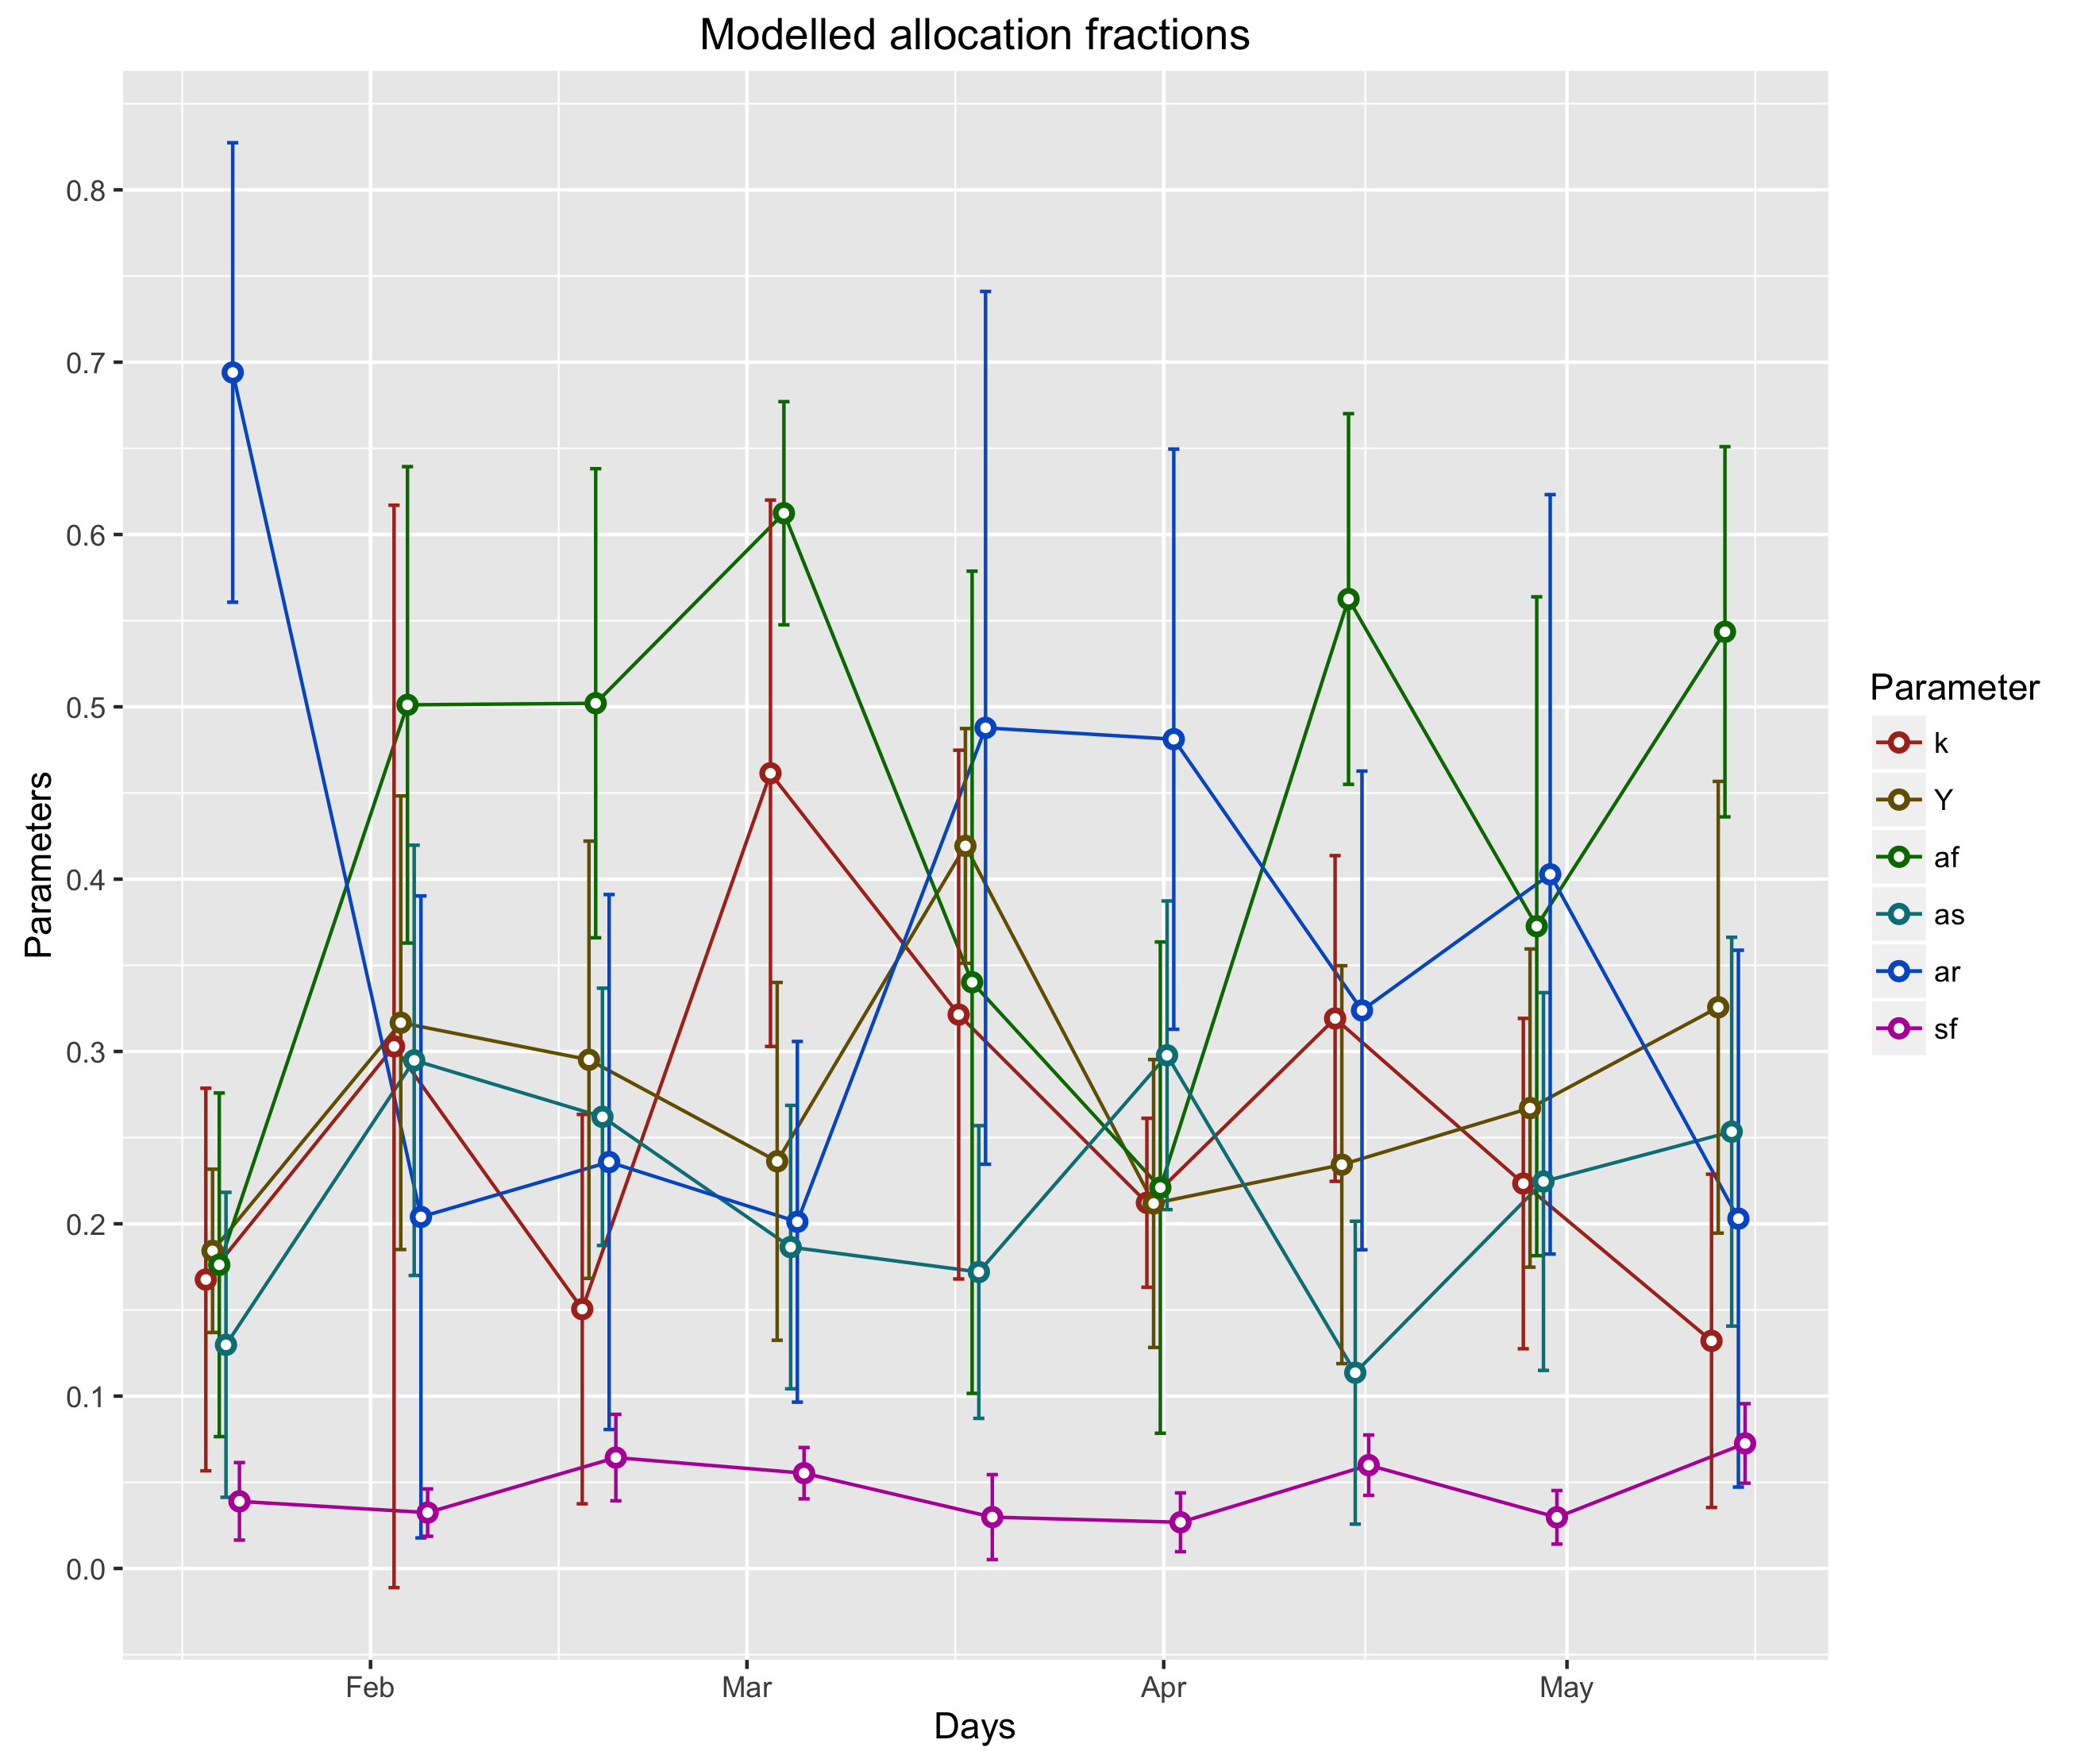 Modelled allocation fractions
Parameters
0.8
0.7
0.6
0.5
0.4
0.3
0.2
0.1
0.0
Feb
Mar
Apr
May
Days
Parameter
k
Y
af
as
ar
sf